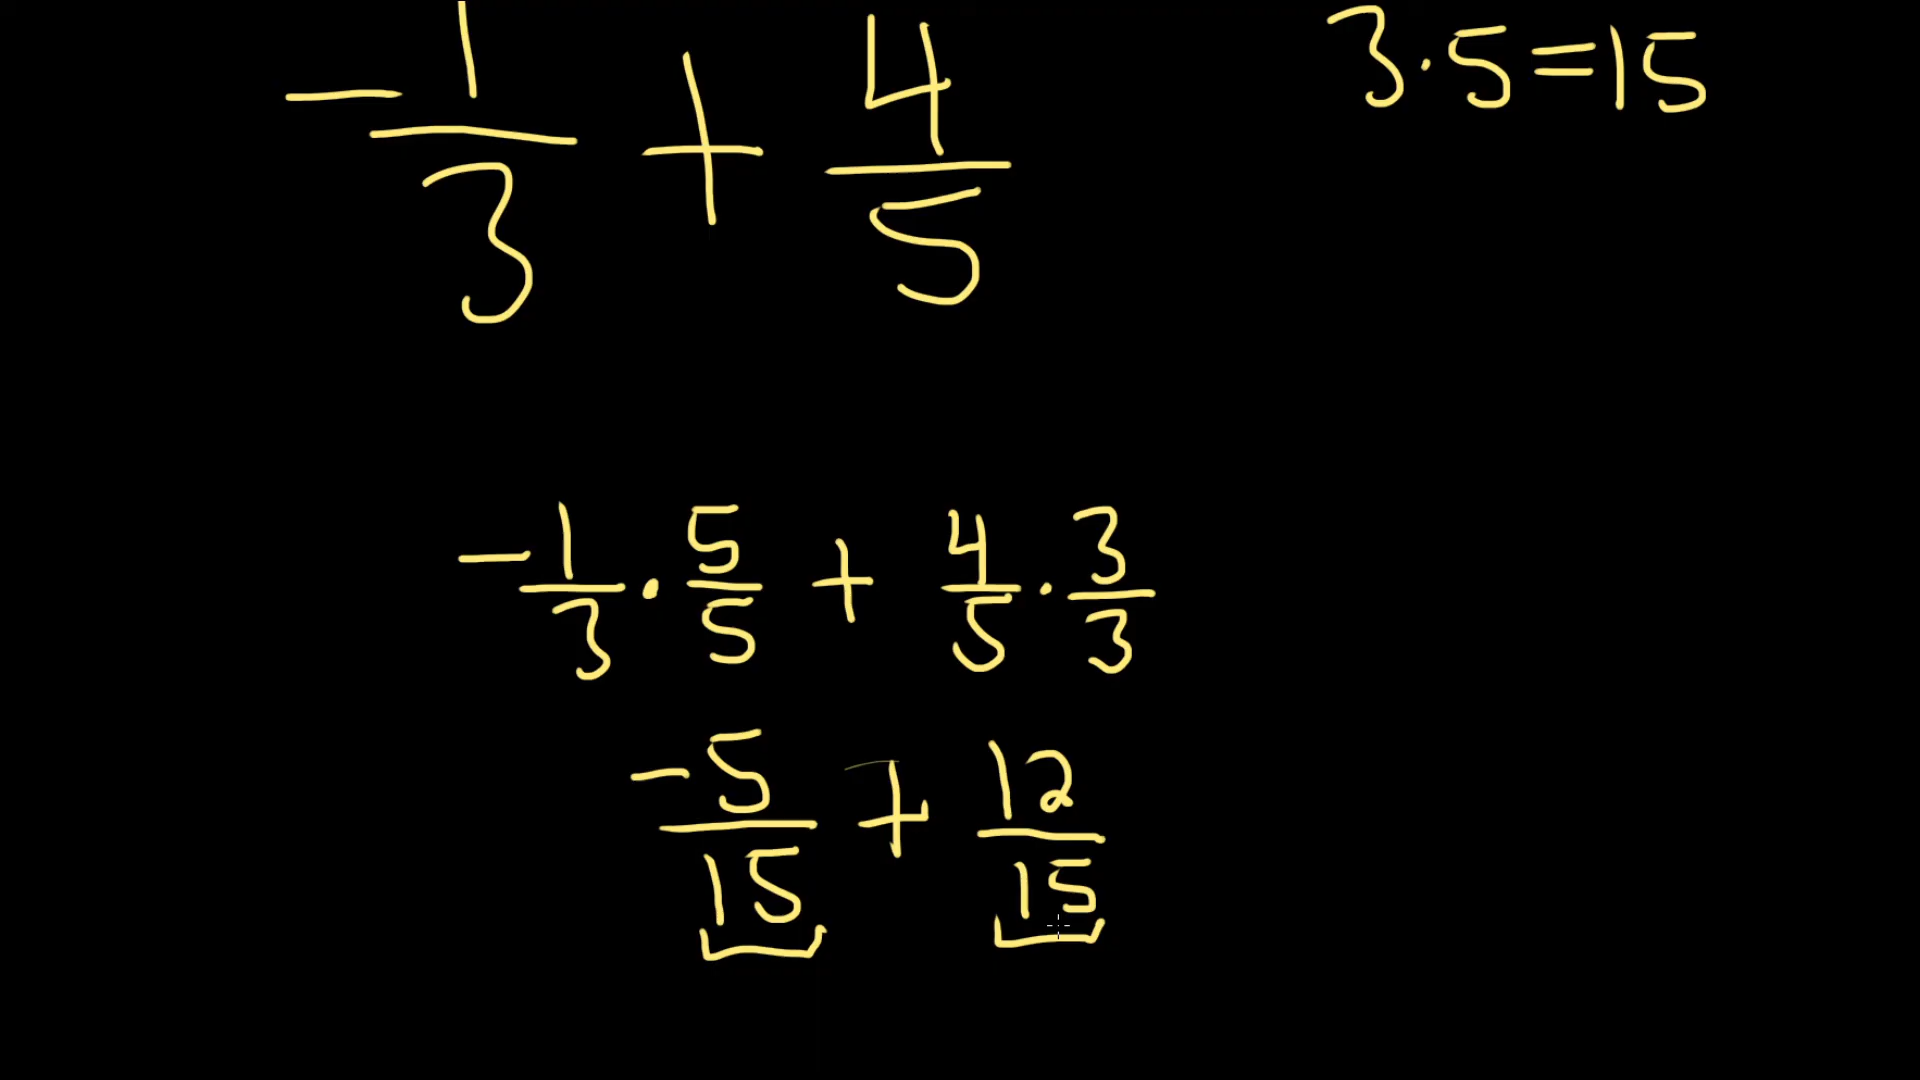 -1/3 + 4/5
3·5=15
-1/3 · 5/5 + 4/5 · 3/3
-5/15 + 12/15